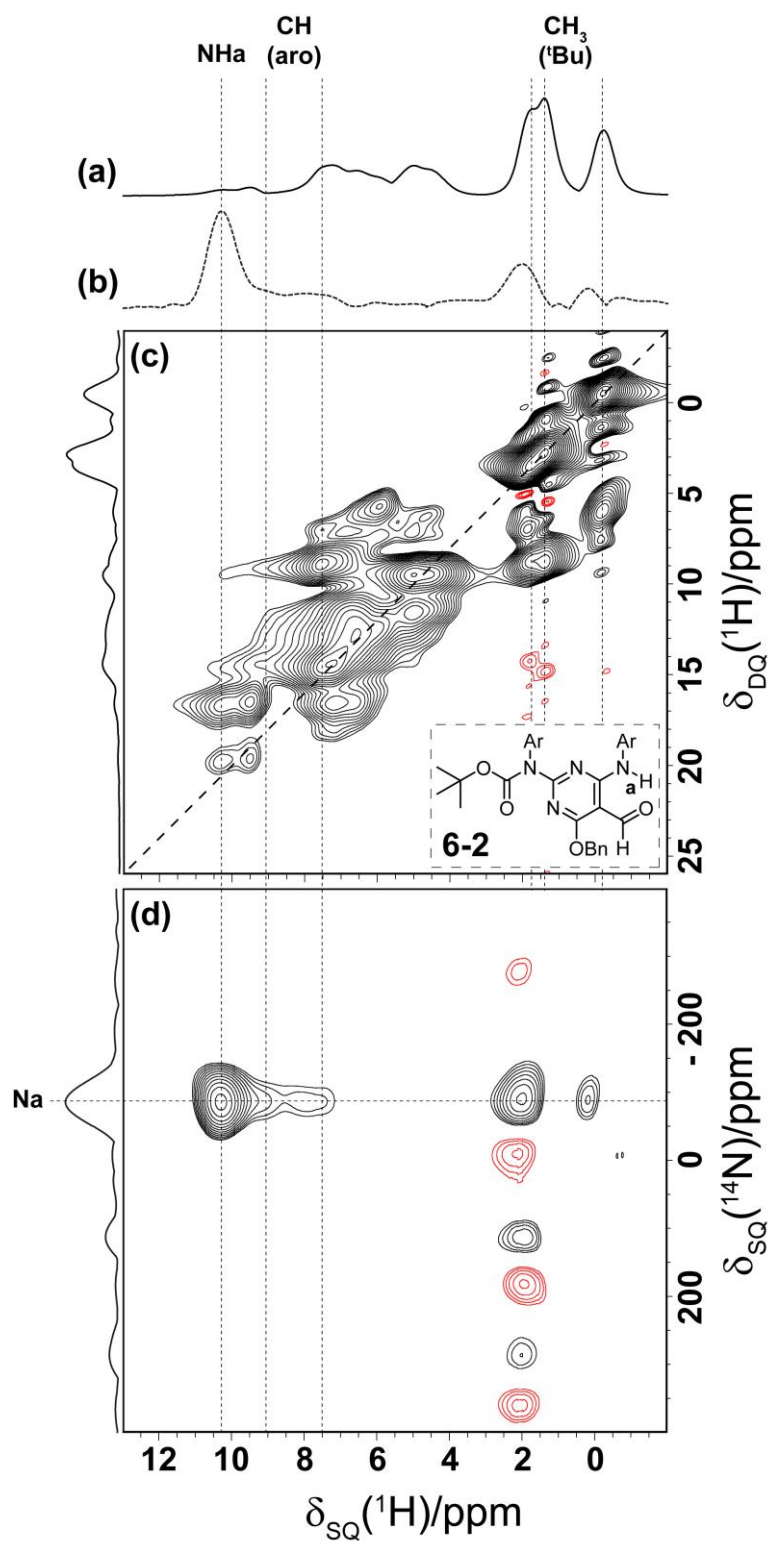 CH CH₃
NHa (aro) (ᵗBu)
(a)
(b)
(c)
0
5
10
15
20
25
δDQ(¹H)/ppm
Ar Ar
O N N N H
a
O N O
6-2 OBn H
(d)
- 200
0
200
Na
δSQ(¹⁴N)/ppm
12 10 8 6 4 2 0
δSQ(¹H)/ppm